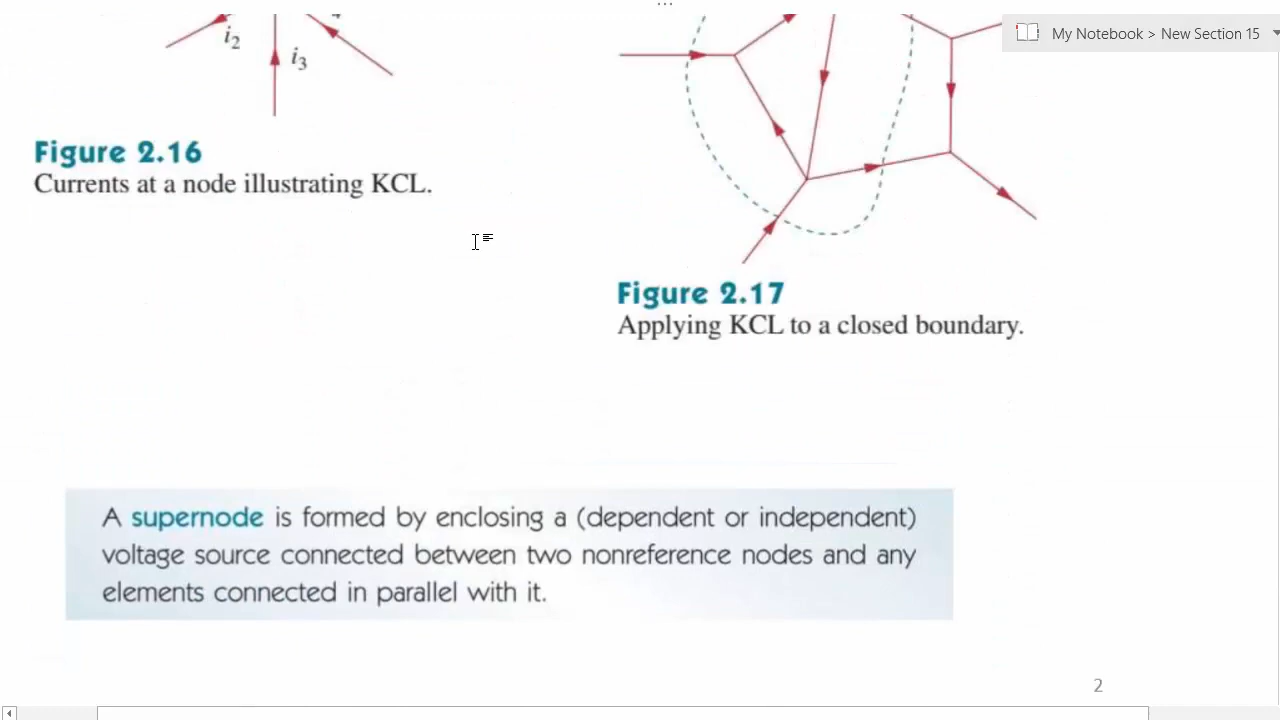 My Notebook > New Section 15
i2
i3
Figure 2.16
Currents at a node illustrating KCL.
Figure 2.17
Applying KCL to a closed boundary.
A supernode is formed by enclosing a (dependent or independent)
voltage source connected between two nonreference nodes and any
elements connected in parallel with it.
2